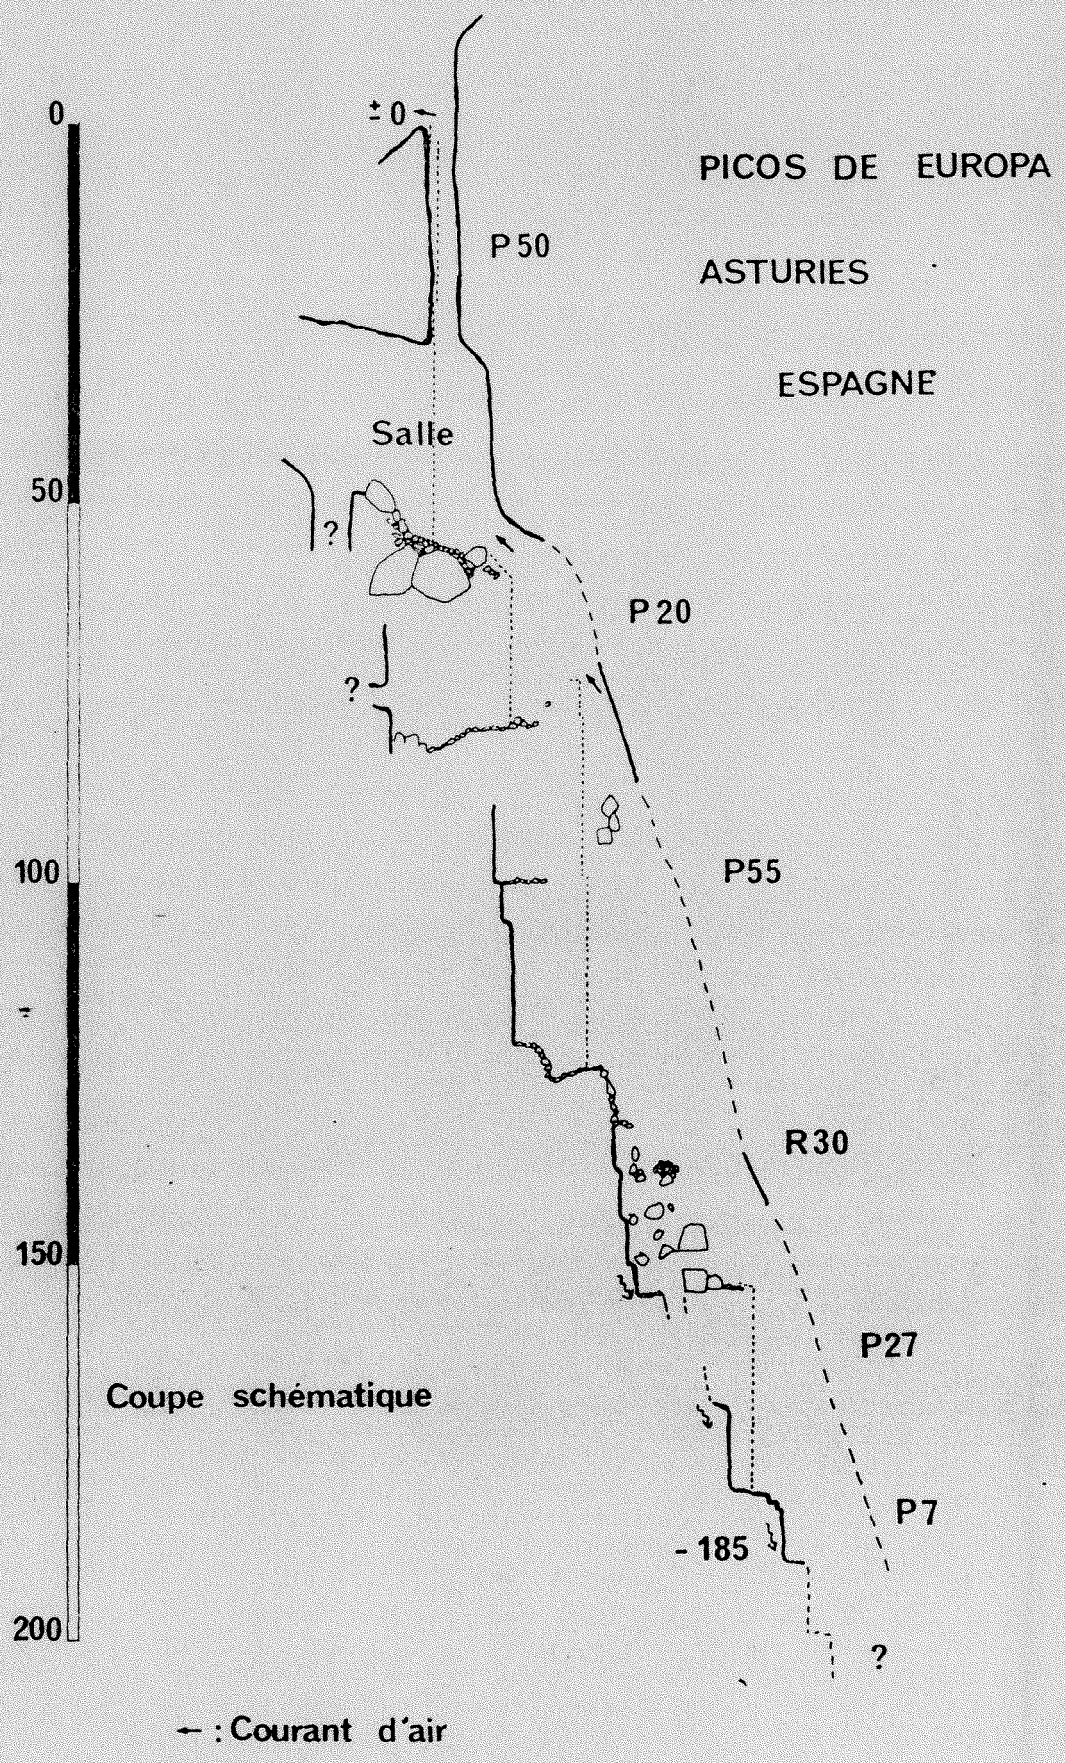 0
± 0
PICOS DE EUROPA
P 50
ASTURIES
ESPAGNE
Salle
50
?
P 20
?
100
P55
R30
150
P27
Coupe schématique
P7
- 185
200
?
← : Courant d'air